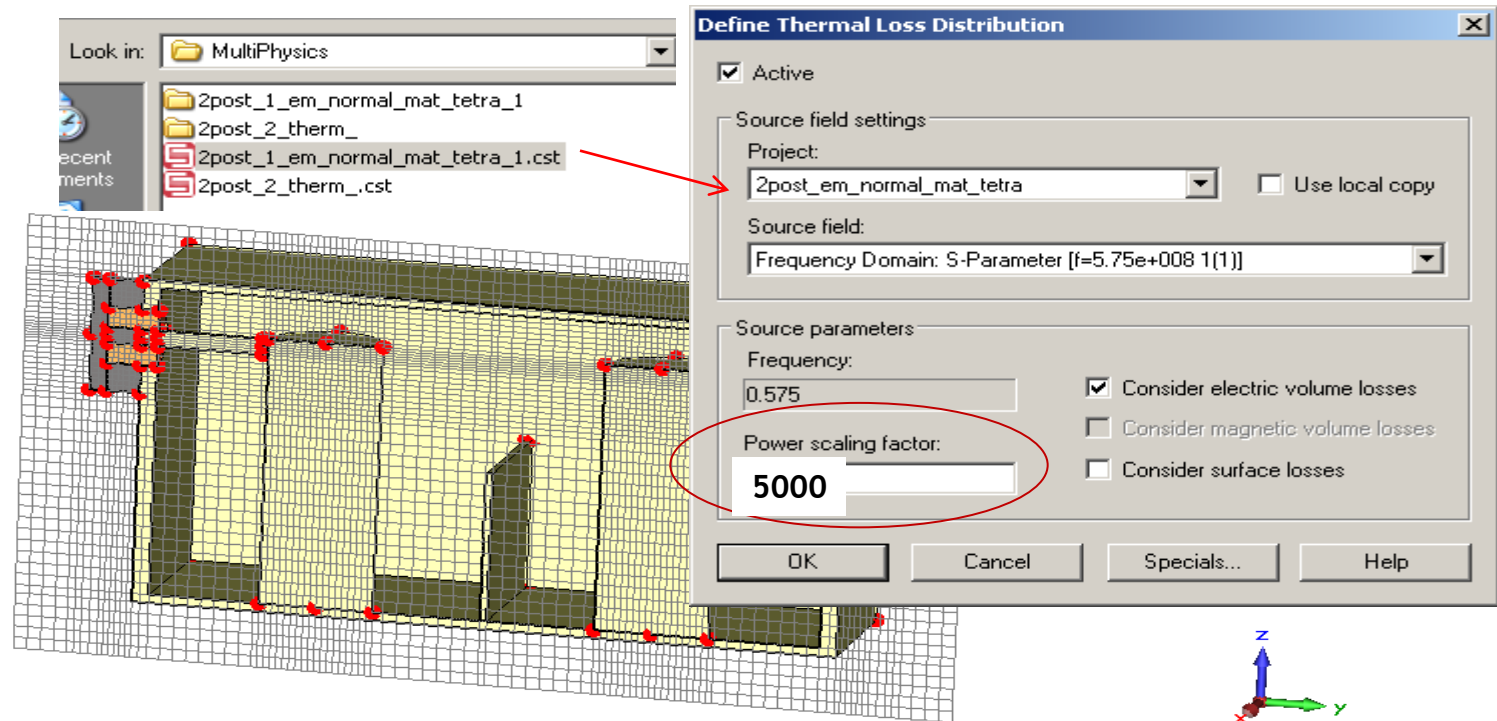 Look in:
MultiPhysics
2post_1_em_normal_mat_tetra_1
2post_2_therm_
2post_1_em_normal_mat_tetra_1.cst
2post_2_therm_.cst
ecent
ments
Define Thermal Loss Distribution
Active
Source field settings
Project:
2post_em_normal_mat_tetra
Use local copy
Source field:
Frequency Domain: S-Parameter [f=5.75e+008 1(1)]
Source parameters
Frequency:
0.575
Consider electric volume losses
Consider magnetic volume losses
Power scaling factor:
5000
Consider surface losses
OK Cancel Specials... Help
z
y
x